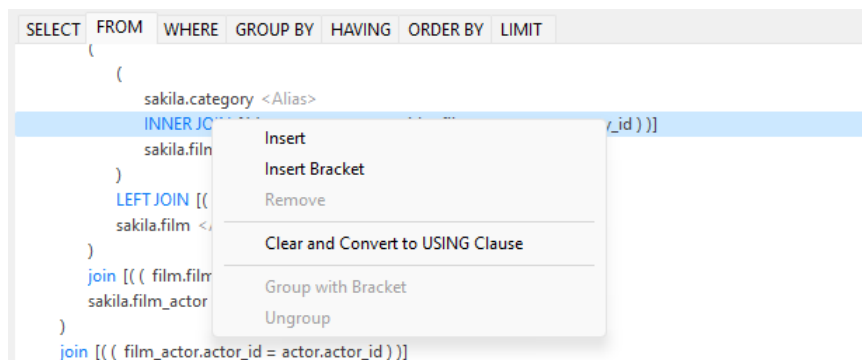 SELECT FROM WHERE GROUP BY HAVING ORDER BY LIMIT
(
(
sakila.category <Alias>
INNER JOIN y_id ) )]
sakila.film
)
LEFT JOIN [(
sakila.film <
)
join [( ( film.film
sakila.film_actor
)
join [( ( film_actor.actor_id = actor.actor_id ) )]
Insert
Insert Bracket
Remove
Clear and Convert to USING Clause
Group with Bracket
Ungroup